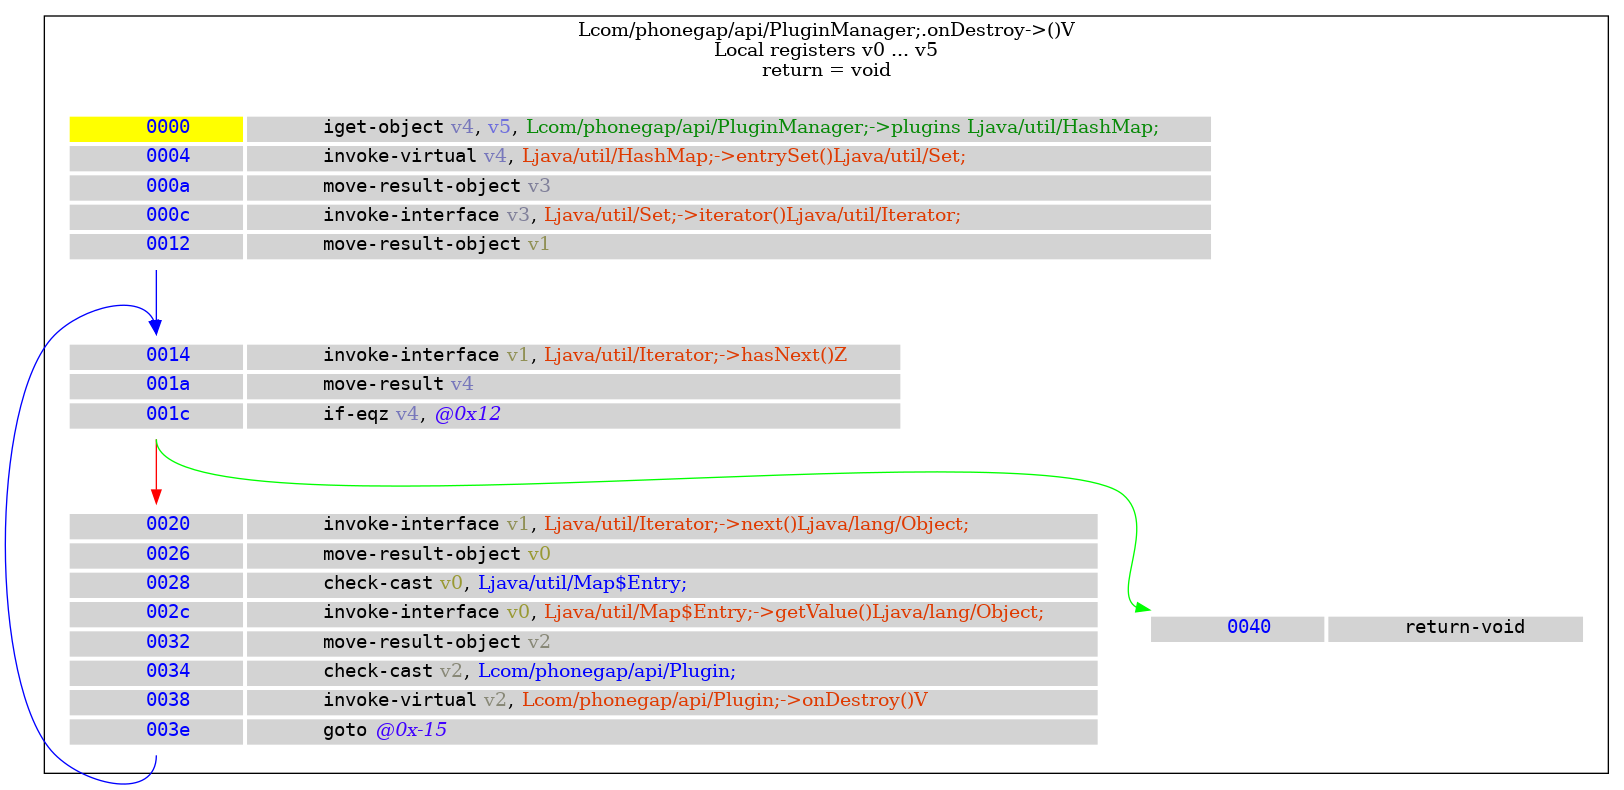 Lcom/phonegap/api/PluginManager;.onDestroy->()V
Local registers v0 ... v5
return = void
0000 iget-object v4, v5, Lcom/phonegap/api/PluginManager;->plugins Ljava/util/HashMap;
0004 invoke-virtual v4, Ljava/util/HashMap;->entrySet()Ljava/util/Set;
000a move-result-object v3
000c invoke-interface v3, Ljava/util/Set;->iterator()Ljava/util/Iterator;
0012 move-result-object v1
0014 invoke-interface v1, Ljava/util/Iterator;->hasNext()Z
001a move-result v4
001c if-eqz v4, @0x12
0020 invoke-interface v1, Ljava/util/Iterator;->next()Ljava/lang/Object;
0026 move-result-object v0
0028 check-cast v0, Ljava/util/Map$Entry;
002c invoke-interface v0, Ljava/util/Map$Entry;->getValue()Ljava/lang/Object;
0032 move-result-object v2
0034 check-cast v2, Lcom/phonegap/api/Plugin;
0038 invoke-virtual v2, Lcom/phonegap/api/Plugin;->onDestroy()V
003e goto @0x-15
0040 return-void